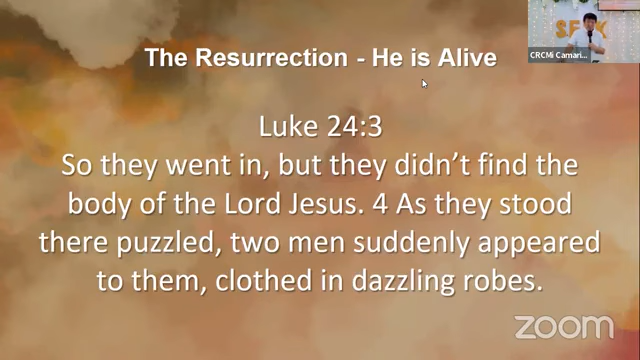 The Resurrection - He is Alive
Luke 24:3
So they went in, but they didn't find the
body of the Lord Jesus. 4 As they stood
there puzzled, two men suddenly appeared
to them, clothed in dazzling robes.
CRCMi Camari...
zoom